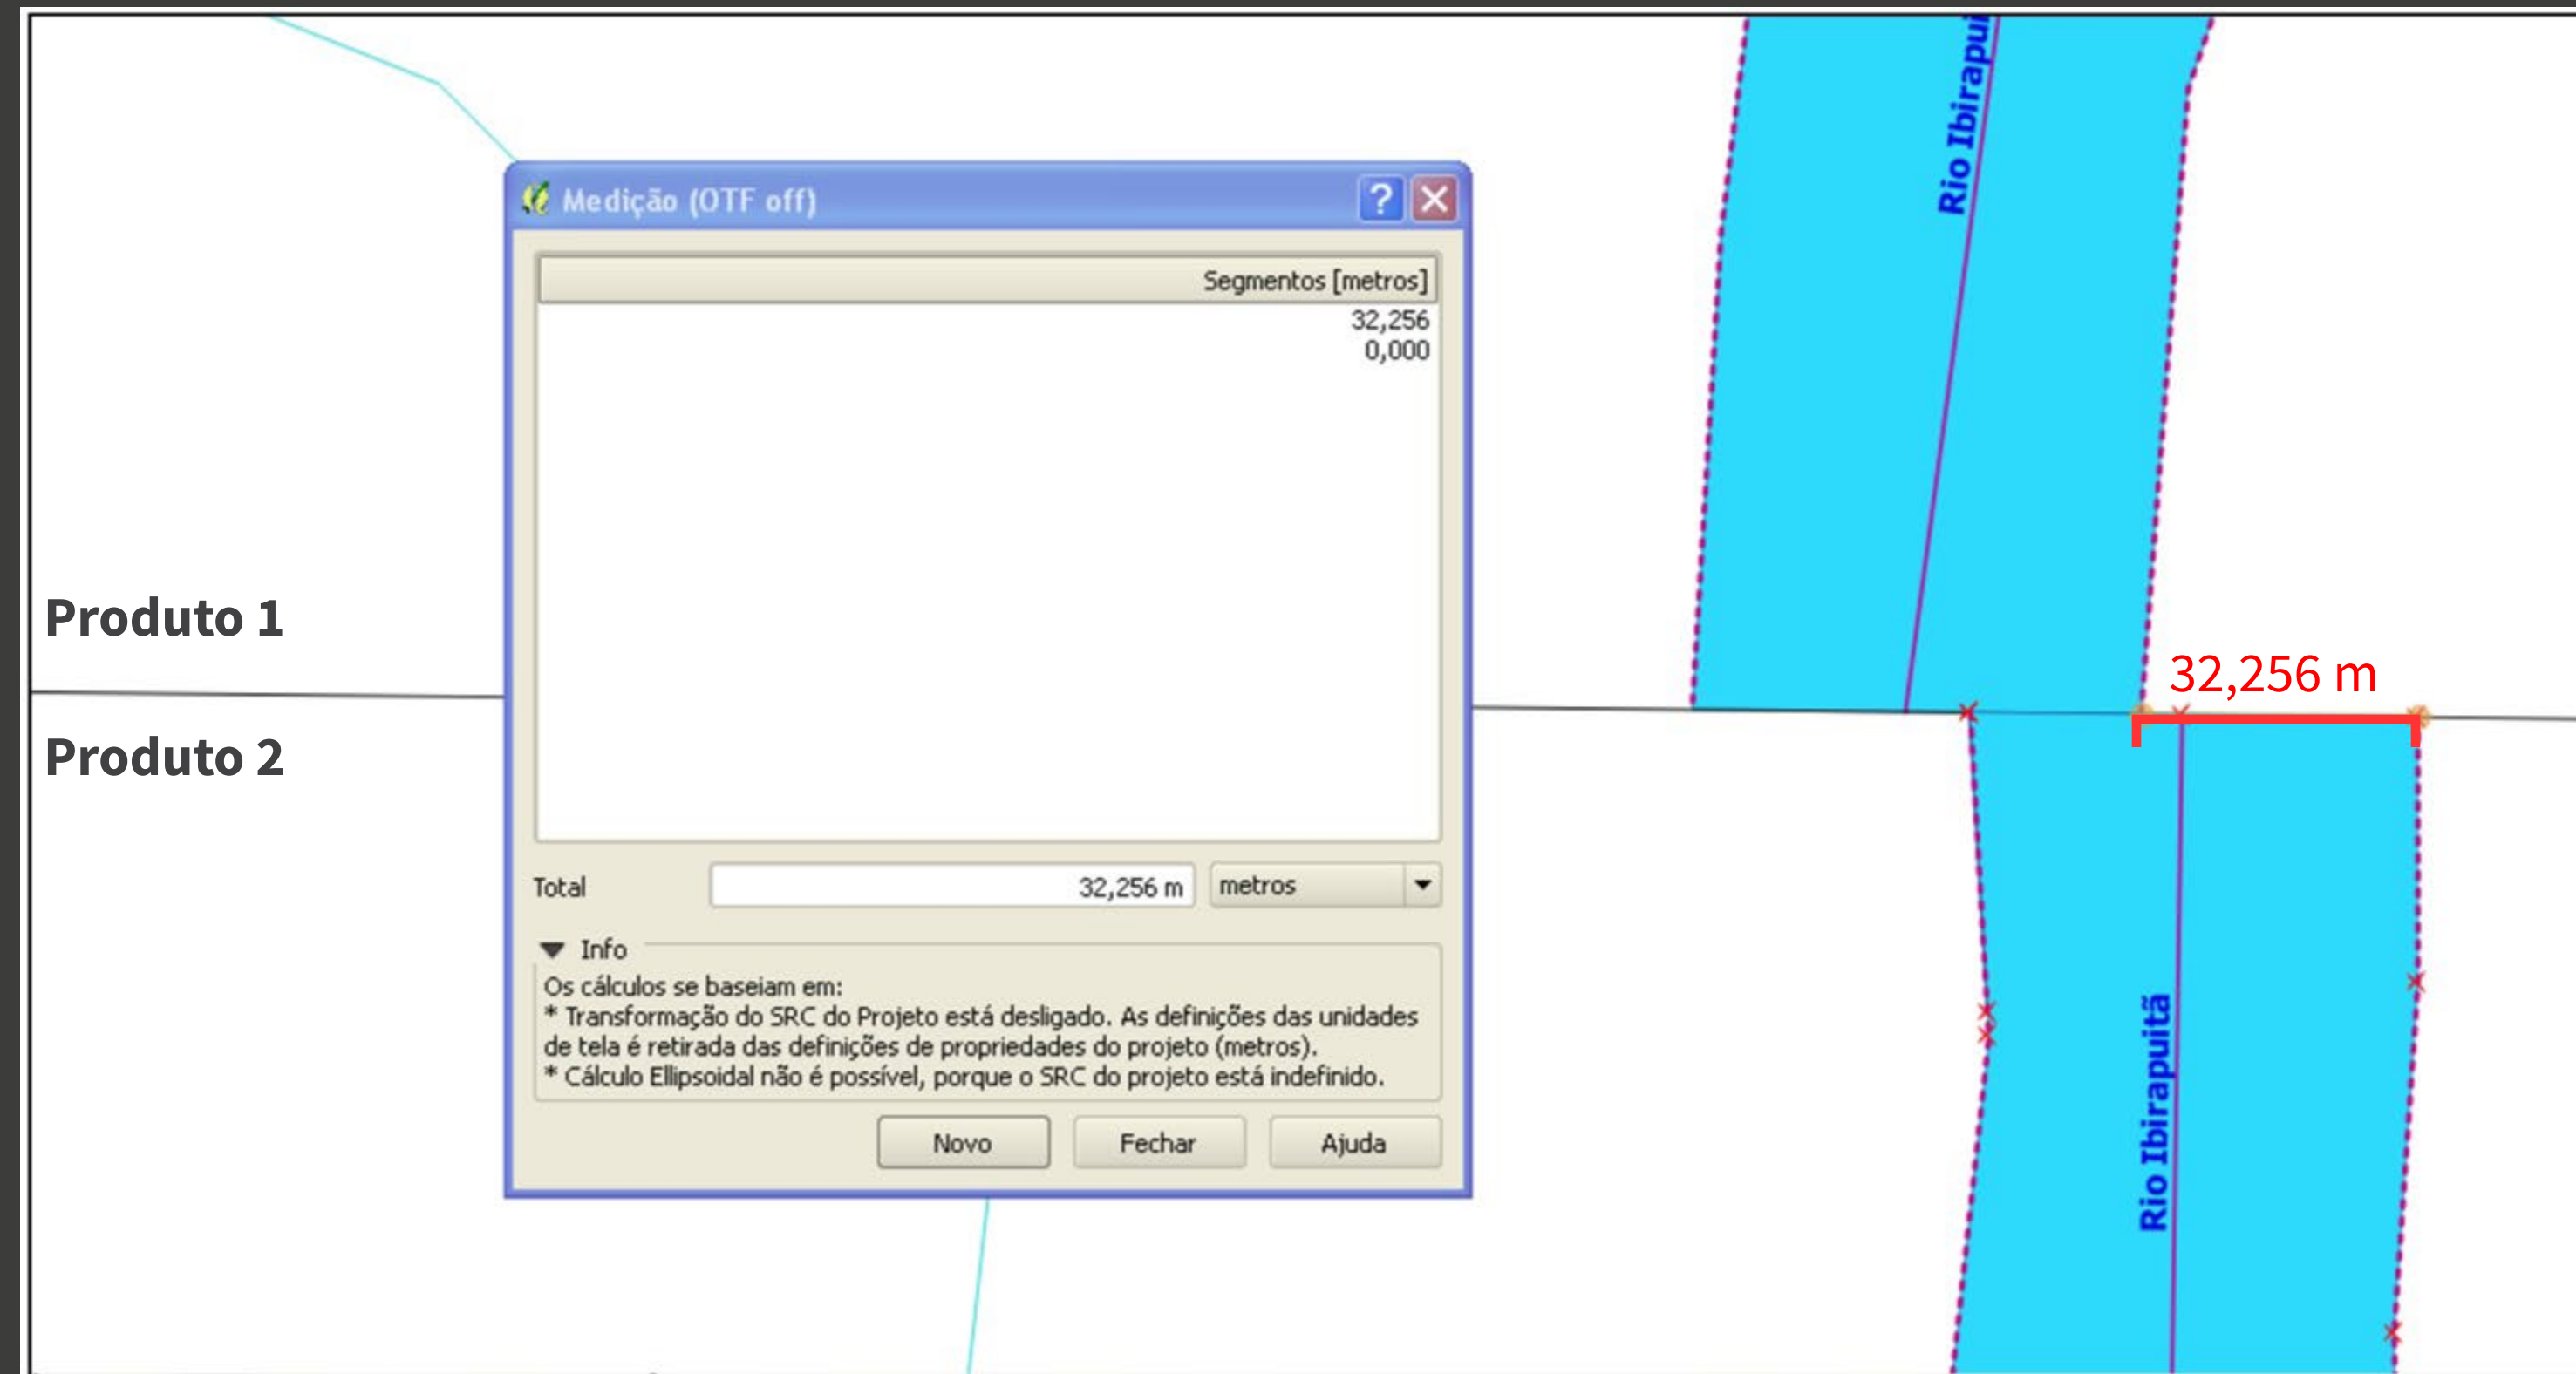 Rio Ibirapui
Medição (OTF off)
Segmentos [metros]
32,256
0,000
Produto 1
32,256 m
Produto 2
Total
32,256 m
metros
Info
Os cálculos se baseiam em:
* Transformação do SRC do Projeto está desligado. As definições das unidades
de tela é retirada das definições de propriedades do projeto (metros).
* Cálculo Ellipsoidal não é possível, porque o SRC do projeto está indefinido.
Novo
Fechar
Ajuda
Rio Ibirapuitã